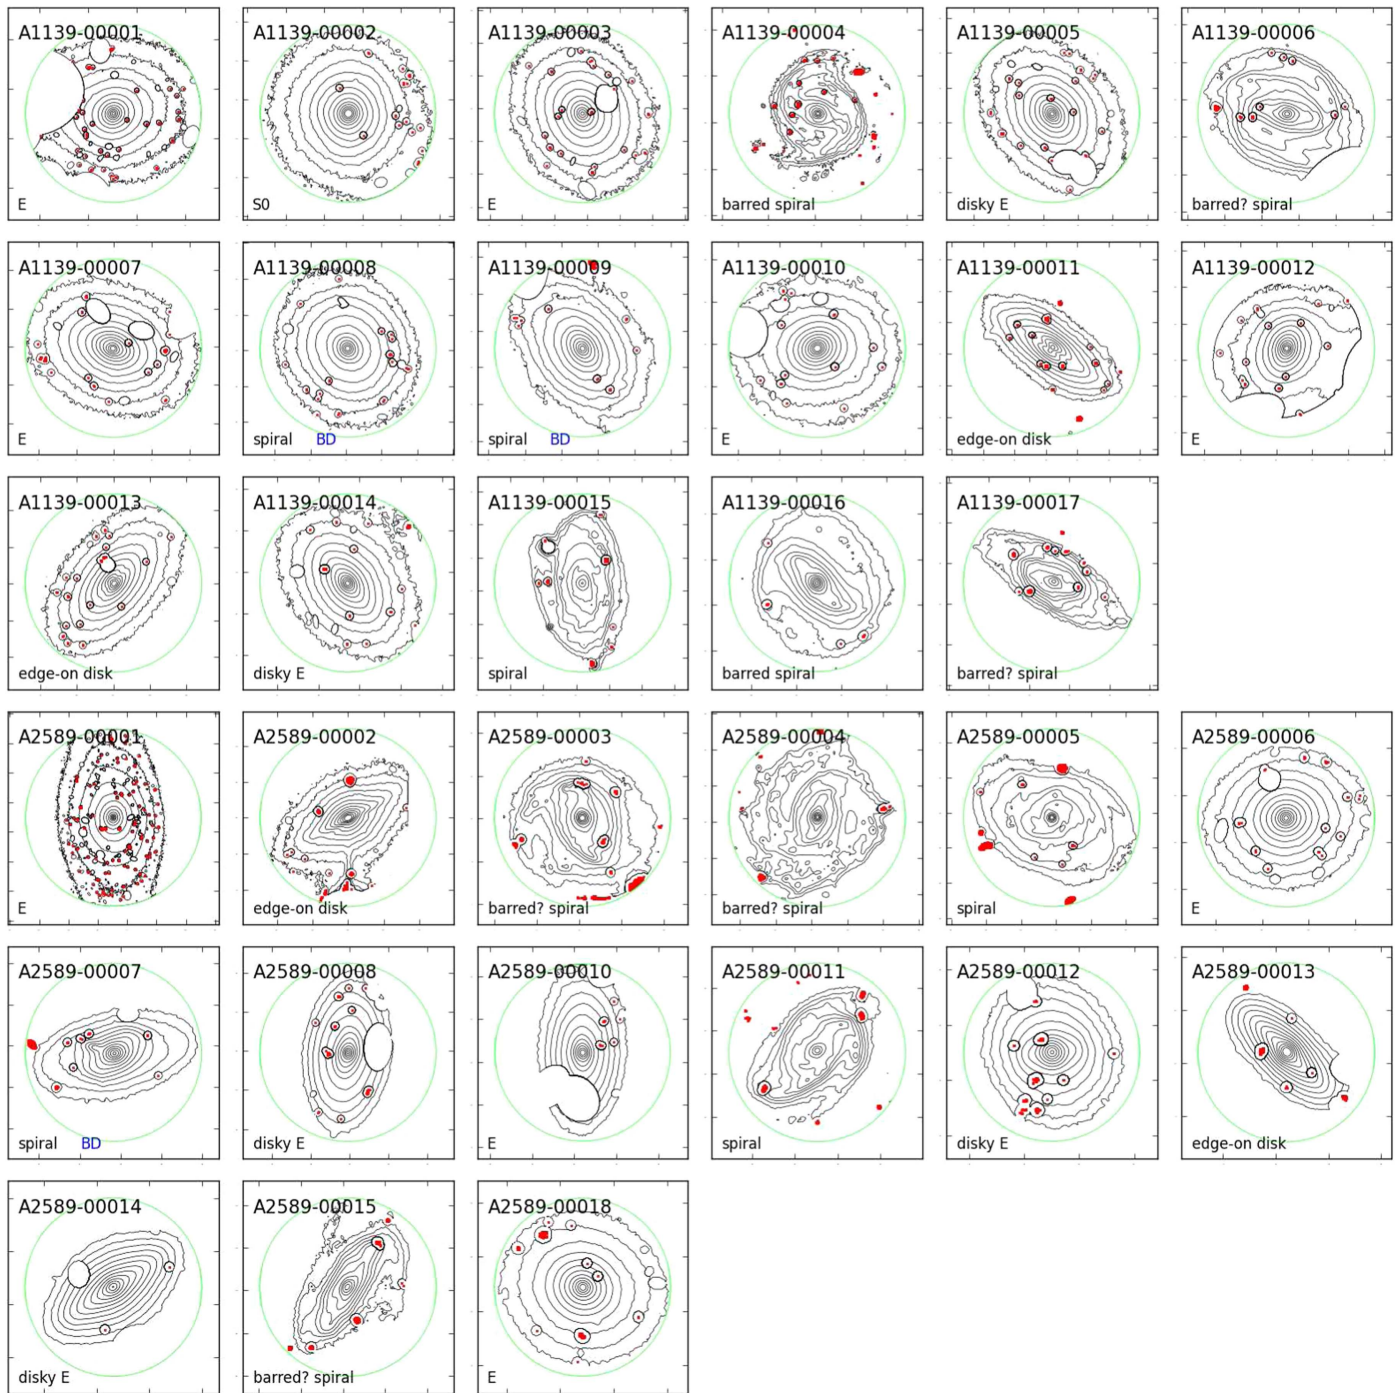 A1139-00001
E
A1139-00002
S0
A1139-00003
E
A1139-00004
barred spiral
A1139-00005
disky E
A1139-00006
barred? spiral
A1139-00007
E
A1139-00008
spiral BD
A1139-00009
spiral BD
A1139-00010
E
A1139-00011
edge-on disk
A1139-00012
E
A1139-00013
edge-on disk
A1139-00014
disky E
A1139-00015
spiral
A1139-00016
barred spiral
A1139-00017
barred? spiral
A2589-00001
E
A2589-00002
edge-on disk
A2589-00003
barred? spiral
A2589-00004
barred? spiral
A2589-00005
spiral
A2589-00006
E
A2589-00007
spiral BD
A2589-00008
disky E
A2589-00010
E
A2589-00011
spiral
A2589-00012
disky E
A2589-00013
edge-on disk
A2589-00014
disky E
A2589-00015
barred? spiral
A2589-00018
E